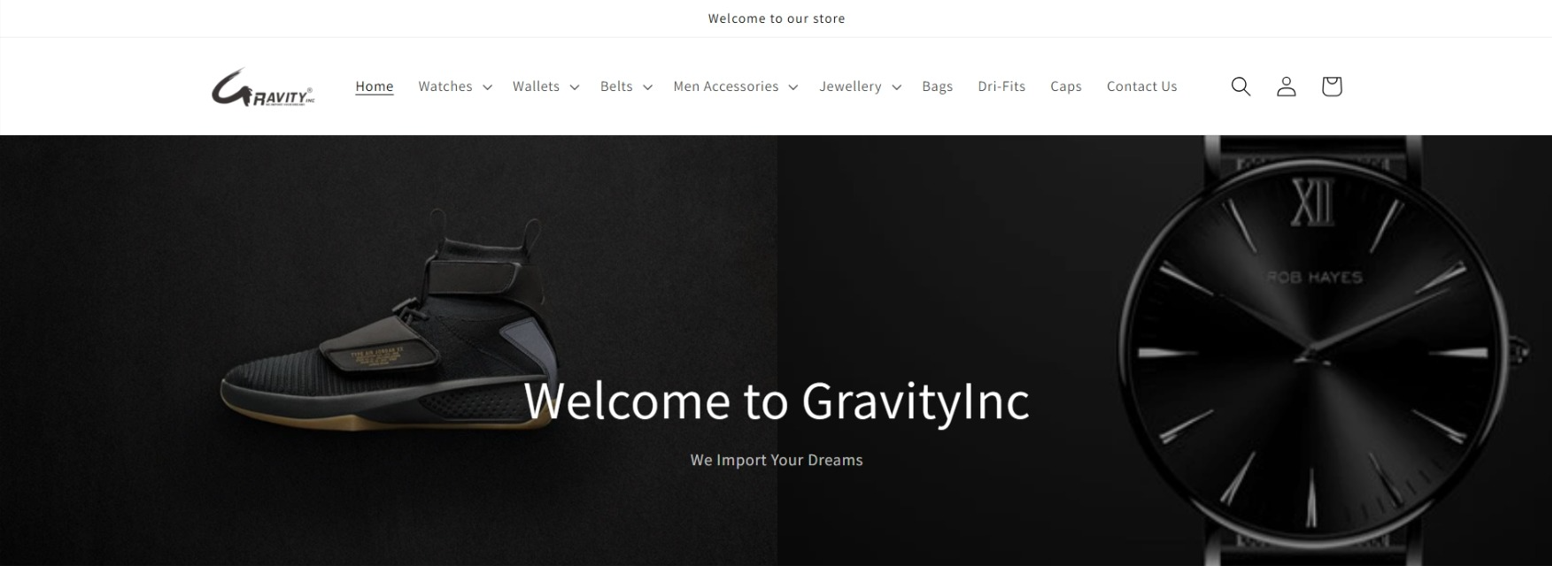 Welcome to our store
GRAVITY®
INC
Home Watches Wallets Belts Men Accessories Jewellery Bags Dri-Fits Caps Contact Us
XII
ROB HAYES
Welcome to GravityInc
We Import Your Dreams